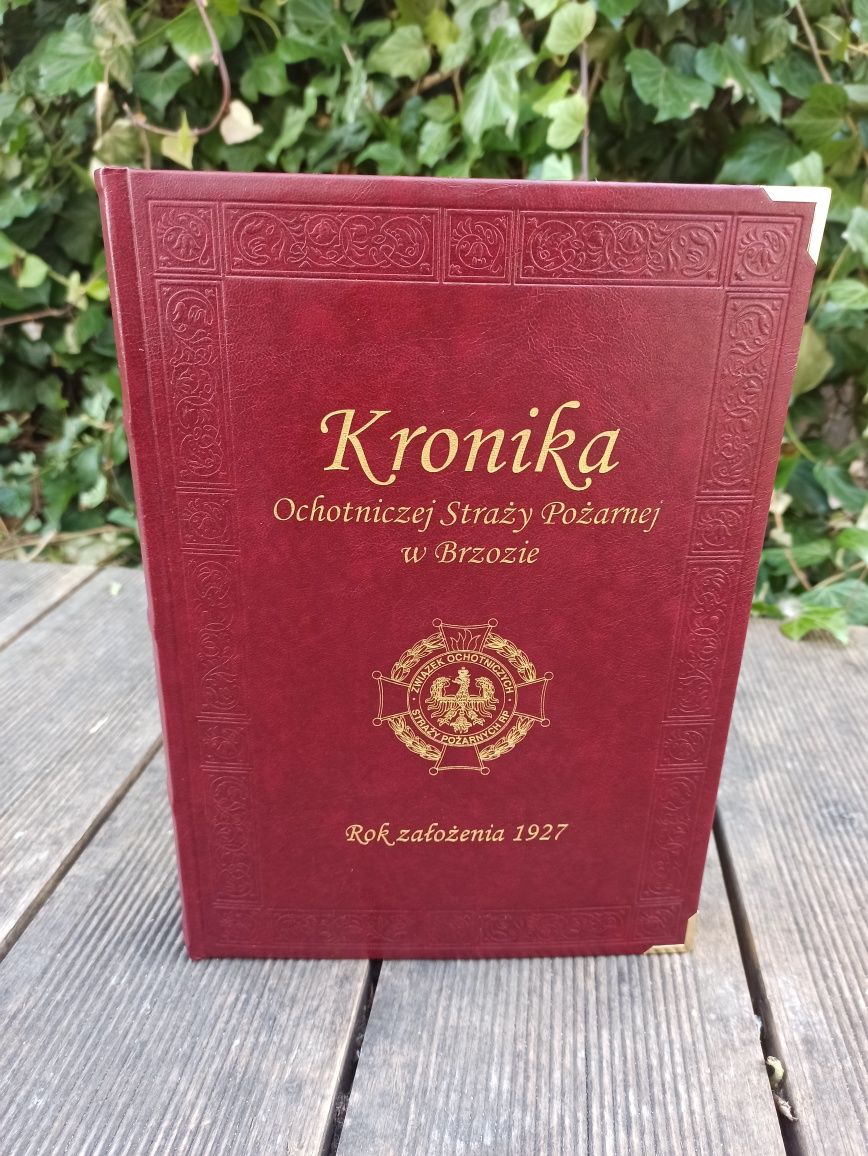 Kronika
Ochotniczej Straży Pożarnej
w Brzozie
ZWIĄZEK OCHOTNICZYCH
STRAŻY POŻARNYCH RP
Rok założenia 1927